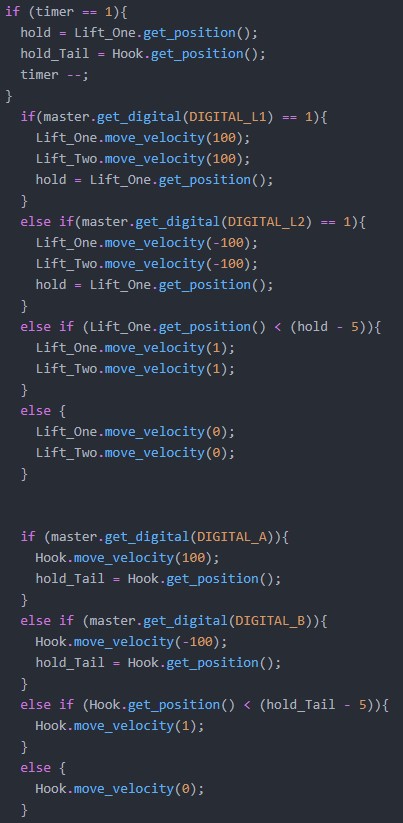 if (timer == 1){
  hold = Lift_One.get_position();
  hold_Tail = Hook.get_position();
  timer --;
}
  if(master.get_digital(DIGITAL_L1) == 1){
    Lift_One.move_velocity(100);
    Lift_Two.move_velocity(100);
    hold = Lift_One.get_position();
  }
  else if(master.get_digital(DIGITAL_L2) == 1){
    Lift_One.move_velocity(-100);
    Lift_Two.move_velocity(-100);
    hold = Lift_One.get_position();
  }
  else if (Lift_One.get_position() < (hold - 5)){
    Lift_One.move_velocity(1);
    Lift_Two.move_velocity(1);
  }
  else {
    Lift_One.move_velocity(0);
    Lift_Two.move_velocity(0);
  }
  if (master.get_digital(DIGITAL_A)){
    Hook.move_velocity(100);
    hold_Tail = Hook.get_position();
  }
  else if (master.get_digital(DIGITAL_B)){
    Hook.move_velocity(-100);
    hold_Tail = Hook.get_position();
  }
  else if (Hook.get_position() < (hold_Tail - 5)){
    Hook.move_velocity(1);
  }
  else {
    Hook.move_velocity(0);
  }